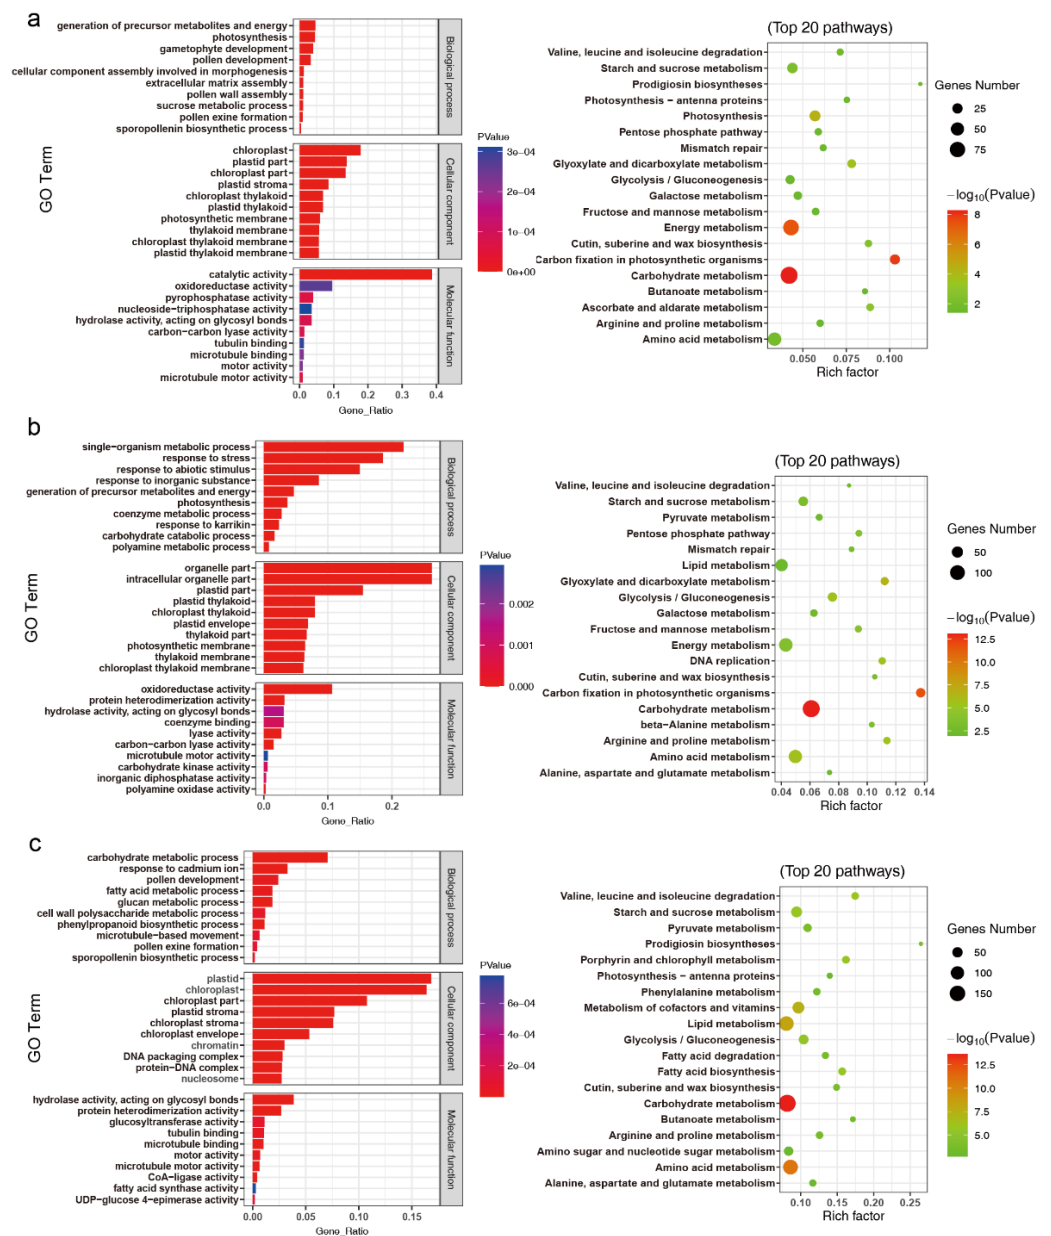 a
GO Term
generation of precursor metabolites and energy
photosynthesis
gametophyte development
pollen development
cellular component assembly involved in morphogenesis
extracellular matrix assembly
pollen wall assembly
sucrose metabolic process
pollen exine formation
sporopollenin biosynthetic process
Biological process
chloroplast
plastid part
chloroplast part
plastid stroma
chloroplast thylakoid
plastid thylakoid
photosynthetic membrane
thylakoid membrane
chloroplast thylakoid membrane
plastid thylakoid membrane
Cellular component
catalytic activity
oxidoreductase activity
pyrophosphatase activity
nucleoside-triphosphatase activity
hydrolase activity, acting on glycosyl bonds
carbon-carbon lyase activity
tubulin binding
microtubule binding
motor activity
microtubule motor activity
Molecular function
0.0 0.1 0.2 0.3 0.4
Gene_Ratio
PValue
3e-04
2e-04
1e-04
0e+00
(Top 20 pathways)
Valine, leucine and isoleucine degradation
Starch and sucrose metabolism
Prodigiosin biosyntheses
Photosynthesis - antenna proteins
Photosynthesis
Pentose phosphate pathway
Mismatch repair
Glyoxylate and dicarboxylate metabolism
Glycolysis / Gluconeogenesis
Galactose metabolism
Fructose and mannose metabolism
Energy metabolism
Cutin, suberine and wax biosynthesis
Carbon fixation in photosynthetic organisms
Carbohydrate metabolism
Butanoate metabolism
Ascorbate and aldarate metabolism
Arginine and proline metabolism
Amino acid metabolism
0.050 0.075 0.100
Rich factor
Genes Number
25
50
75
-log10(Pvalue)
8
6
4
2
b
GO Term
single-organism metabolic process
response to stress
response to abiotic stimulus
response to inorganic substance
generation of precursor metabolites and energy
photosynthesis
coenzyme metabolic process
response to karrikin
carbohydrate catabolic process
polyamine metabolic process
Biological process
organelle part
intracellular organelle part
plastid part
plastid thylakoid
chloroplast thylakoid
plastid envelope
thylakoid part
photosynthetic membrane
thylakoid membrane
chloroplast thylakoid membrane
Cellular component
oxidoreductase activity
protein heterodimerization activity
hydrolase activity, acting on glycosyl bonds
coenzyme binding
lyase activity
carbon-carbon lyase activity
microtubule motor activity
carbohydrate kinase activity
inorganic diphosphatase activity
polyamine oxidase activity
Molecular function
0.0 0.1 0.2
Gene_Ratio
PValue
0.002
0.001
0.000
(Top 20 pathways)
Valine, leucine and isoleucine degradation
Starch and sucrose metabolism
Pyruvate metabolism
Pentose phosphate pathway
Mismatch repair
Lipid metabolism
Glyoxylate and dicarboxylate metabolism
Glycolysis / Gluconeogenesis
Galactose metabolism
Fructose and mannose metabolism
Energy metabolism
DNA replication
Cutin, suberine and wax biosynthesis
Carbon fixation in photosynthetic organisms
Carbohydrate metabolism
beta-Alanine metabolism
Arginine and proline metabolism
Amino acid metabolism
Alanine, aspartate and glutamate metabolism
0.04 0.06 0.08 0.10 0.12 0.14
Rich factor
Genes Number
50
100
-log10(Pvalue)
12.5
10.0
7.5
5.0
2.5
c
GO Term
carbohydrate metabolic process
response to cadmium ion
pollen development
fatty acid metabolic process
glucan metabolic process
cell wall polysaccharide metabolic process
phenylpropanoid biosynthetic process
microtubule-based movement
pollen exine formation
sporopollenin biosynthetic process
Biological process
plastid
chloroplast
chloroplast part
plastid stroma
chloroplast stroma
chloroplast envelope
chromatin
DNA packaging complex
protein-DNA complex
nucleosome
Cellular component
hydrolase activity, acting on glycosyl bonds
protein heterodimerization activity
glucosyltransferase activity
tubulin binding
microtubule binding
motor activity
microtubule motor activity
CoA-ligase activity
fatty acid synthase activity
UDP-glucose 4-epimerase activity
Molecular function
0.00 0.05 0.10 0.15
Gene_Ratio
PValue
6e-04
4e-04
2e-04
(Top 20 pathways)
Valine, leucine and isoleucine degradation
Starch and sucrose metabolism
Pyruvate metabolism
Prodigiosin biosyntheses
Porphyrin and chlorophyll metabolism
Photosynthesis - antenna proteins
Phenylalanine metabolism
Metabolism of cofactors and vitamins
Lipid metabolism
Glycolysis / Gluconeogenesis
Fatty acid degradation
Fatty acid biosynthesis
Cutin, suberine and wax biosynthesis
Carbohydrate metabolism
Butanoate metabolism
Arginine and proline metabolism
Amino sugar and nucleotide sugar metabolism
Amino acid metabolism
Alanine, aspartate and glutamate metabolism
0.10 0.15 0.20 0.25
Rich factor
Genes Number
50
100
150
-log10(Pvalue)
12.5
10.0
7.5
5.0